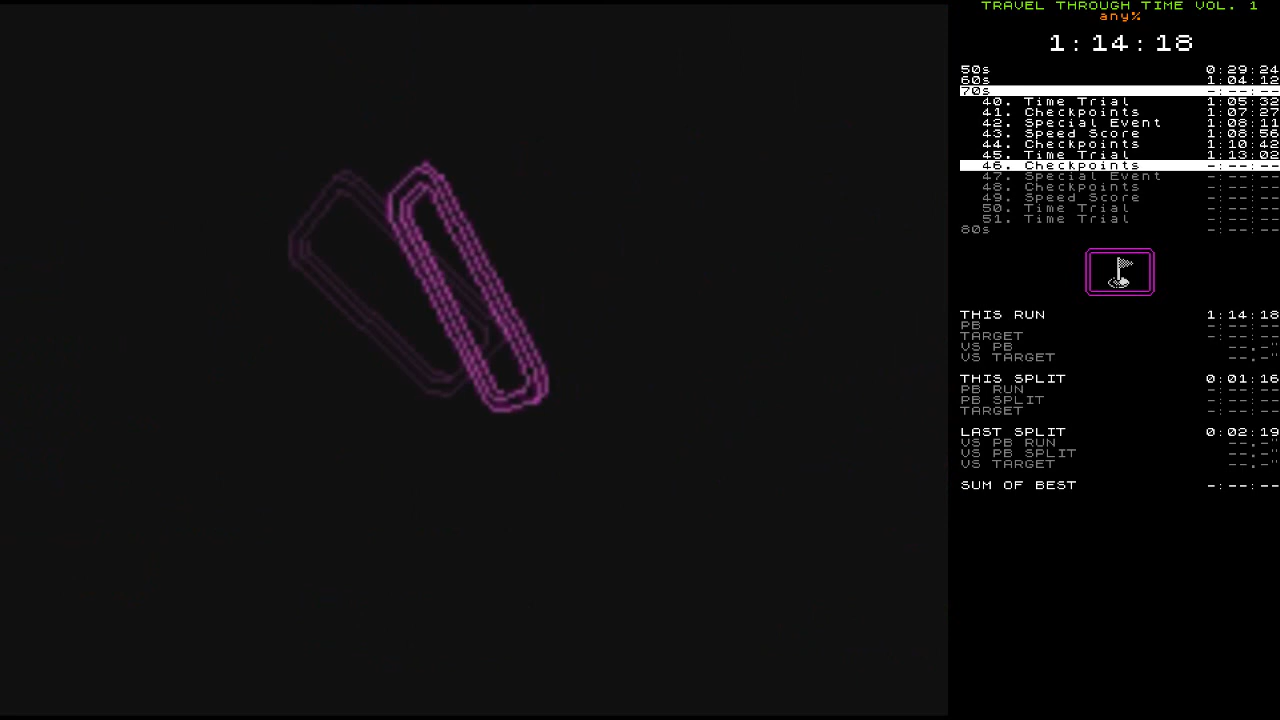 TRAVEL THROUGH TIME VOL. 1
any%
1:14:18
50s 0:29:24
60s 1:04:12
70s -:--:--
40. Time Trial 1:05:32
41. Checkpoints 1:07:27
42. Special Event 1:08:11
43. Speed Score 1:08:56
44. Checkpoints 1:10:42
45. Time Trial 1:13:02
46. Checkpoints -:--:--
47. Special Event -:--:--
48. Checkpoints -:--:--
49. Speed Score -:--:--
50. Time Trial -:--:--
51. Time Trial -:--:--
80s -:--:--
THIS RUN 1:14:18
PB -:--:--
TARGET -:--:--
VS PB --.-"
VS TARGET --.-"
THIS SPLIT 0:01:16
PB RUN -:--:--
PB SPLIT -:--:--
TARGET -:--:--
LAST SPLIT 0:02:19
VS PB RUN --.-"
VS PB SPLIT --.-"
VS TARGET --.-"
SUM OF BEST -:--:--